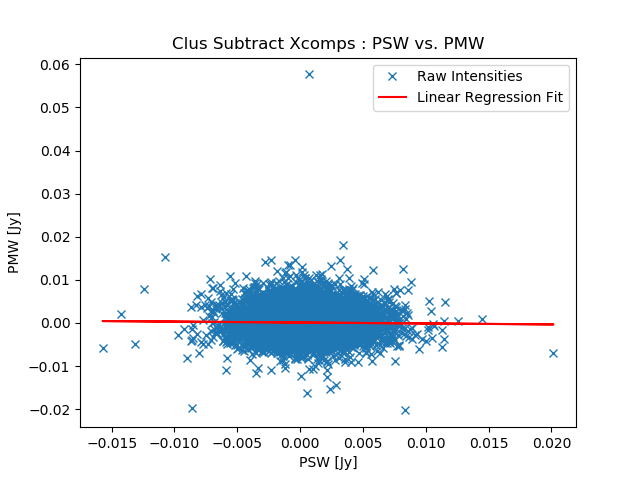 Clus Subtract Xcomps : PSW vs. PMW
Raw Intensities
Linear Regression Fit
0.06
0.05
0.04
0.03
0.02
0.01
0.00
−0.01
−0.02
PMW [Jy]
−0.015 −0.010 −0.005 0.000 0.005 0.010 0.015 0.020
PSW [Jy]